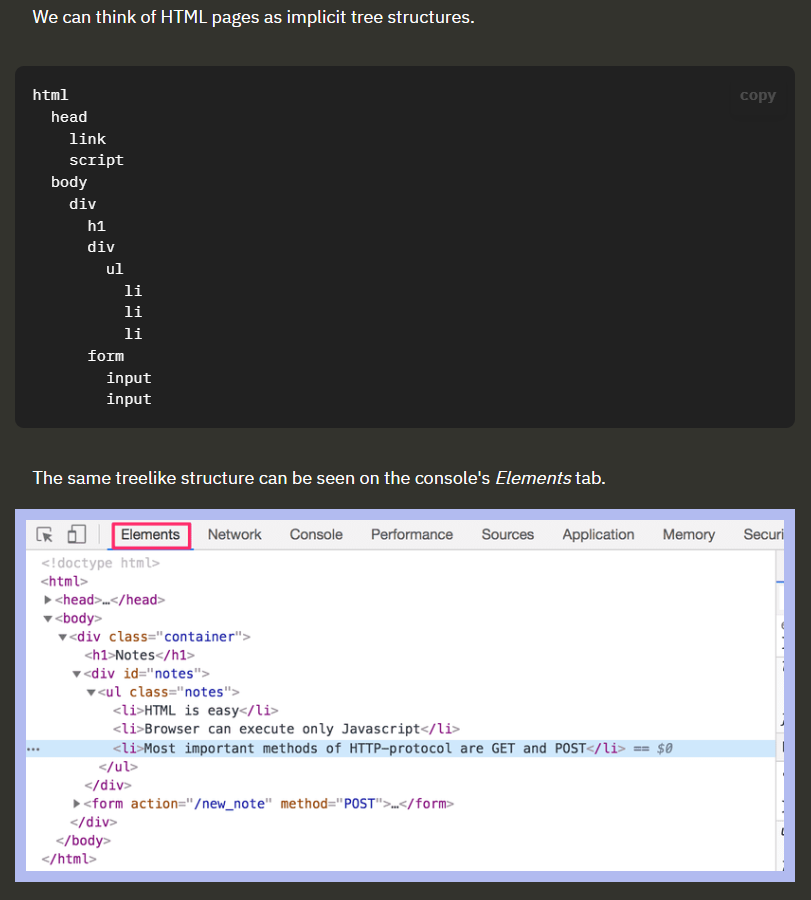 We can think of HTML pages as implicit tree structures.
copy
html
  head
    link
    script
  body
    div
      h1
      div
        ul
          li
          li
          li
      form
        input
        input
The same treelike structure can be seen on the console's Elements tab.
Elements Network Console Performance Sources Application Memory Securi
<!doctype html>
<html>
▶<head>…</head>
▼<body>
▼<div class="container">
<h1>Notes</h1>
▼<div id="notes">
▼<ul class="notes">
<li>HTML is easy</li>
<li>Browser can execute only Javascript</li>
… <li>Most important methods of HTTP-protocol are GET and POST</li> == $0
</ul>
</div>
▶<form action="/new_note" method="POST">…</form>
</div>
</body>
</html>